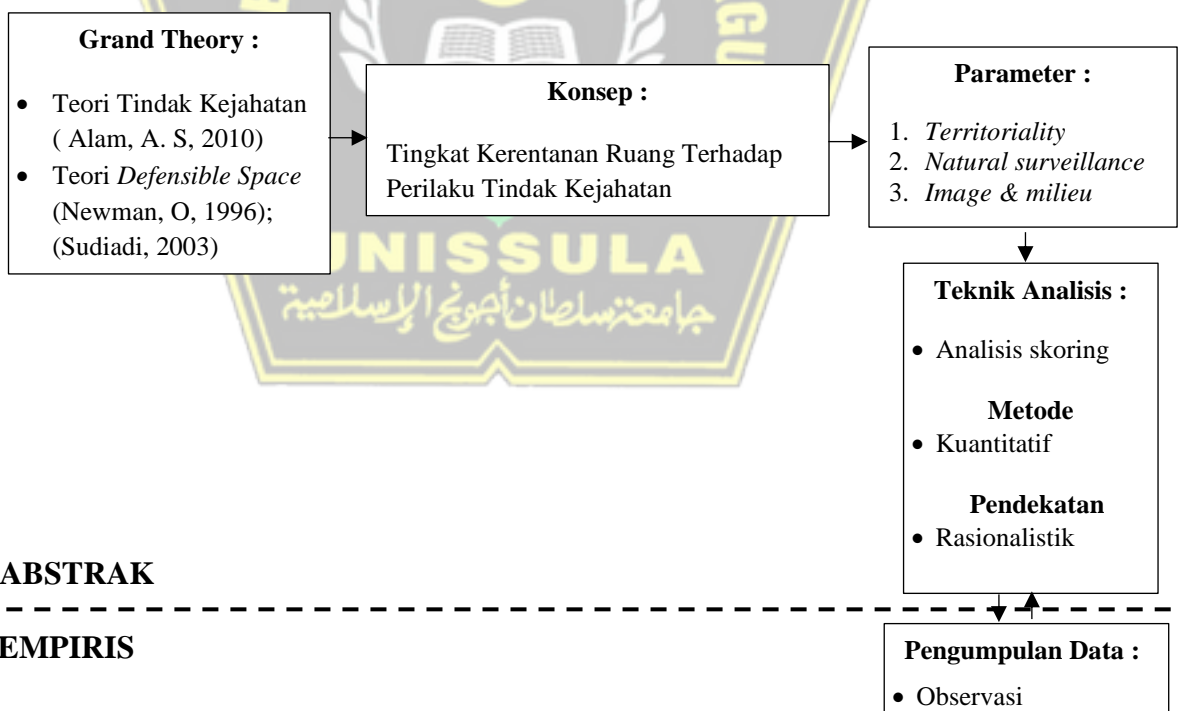 Grand Theory :
• Teori Tindak Kejahatan
( Alam, A. S, 2010)
• Teori Defensible Space
(Newman, O, 1996);
(Sudiadi, 2003)
Konsep :
Tingkat Kerentanan Ruang Terhadap
Perilaku Tindak Kejahatan
Parameter :
1. Territoriality
2. Natural surveillance
3. Image & milieu
Teknik Analisis :
• Analisis skoring
Metode
• Kuantitatif
Pendekatan
• Rasionalistik
UNISSULA
جامعة سلطان أجونج الإسلامية
ABSTRAK
EMPIRIS
Pengumpulan Data :
• Observasi